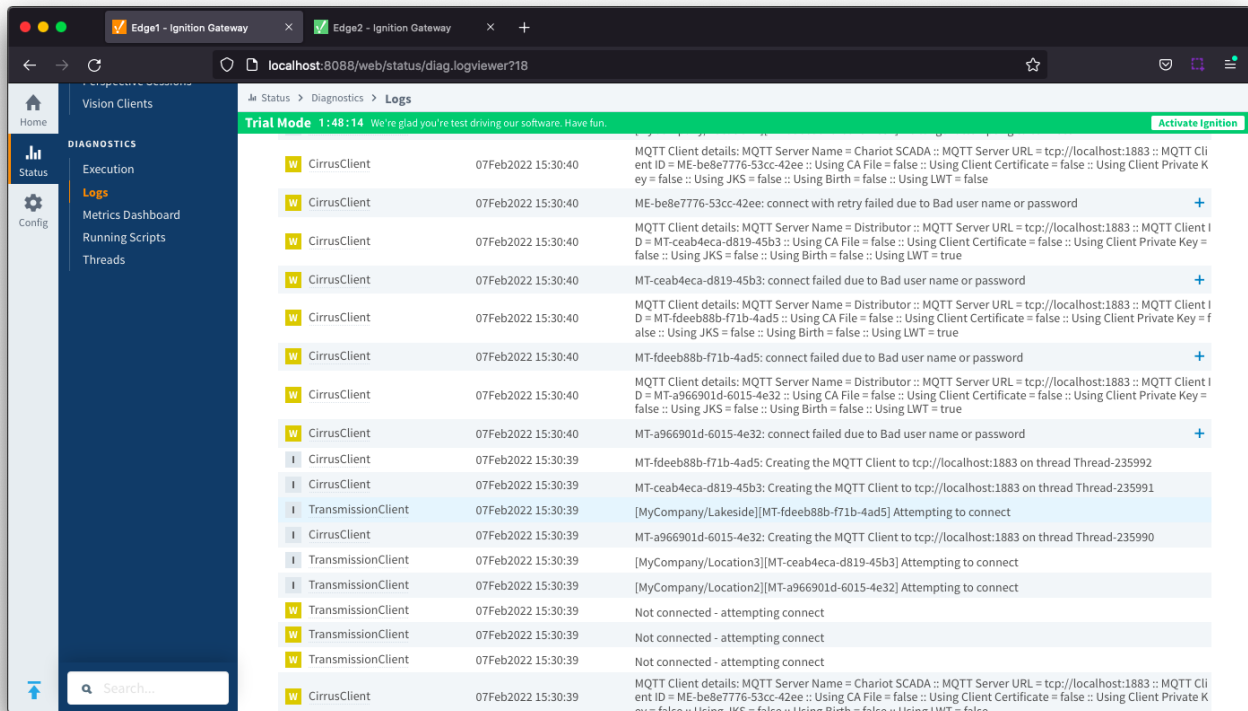 Edge1 - Ignition Gateway
Edge2 - Ignition Gateway
localhost:8088/web/status/diag.logviewer?18
Home
Status
Config
Perspective Sessions
Vision Clients
DIAGNOSTICS
Execution
Logs
Metrics Dashboard
Running Scripts
Threads
Search...
Status > Diagnostics > Logs
Trial Mode 1:48:14 We're glad you're test driving our software. Have fun. Activate Ignition
W CirrusClient 07Feb2022 15:30:40 MQTT Client details: MQTT Server Name = Chariot SCADA :: MQTT Server URL = tcp://localhost:1883 :: MQTT Cli
ent ID = ME-be8e7776-53cc-42ee :: Using CA File = false :: Using Client Certificate = false :: Using Client Private K
ey = false :: Using JKS = false :: Using Birth = false :: Using LWT = false
W CirrusClient 07Feb2022 15:30:40 ME-be8e7776-53cc-42ee: connect with retry failed due to Bad user name or password +
W CirrusClient 07Feb2022 15:30:40 MQTT Client details: MQTT Server Name = Distributor :: MQTT Server URL = tcp://localhost:1883 :: MQTT Client I
D = MT-ceab4eca-d819-45b3 :: Using CA File = false :: Using Client Certificate = false :: Using Client Private Key =
false :: Using JKS = false :: Using Birth = false :: Using LWT = true
W CirrusClient 07Feb2022 15:30:40 MT-ceab4eca-d819-45b3: connect failed due to Bad user name or password +
W CirrusClient 07Feb2022 15:30:40 MQTT Client details: MQTT Server Name = Distributor :: MQTT Server URL = tcp://localhost:1883 :: MQTT Client I
D = MT-fdeeb88b-f71b-4ad5 :: Using CA File = false :: Using Client Certificate = false :: Using Client Private Key = f
alse :: Using JKS = false :: Using Birth = false :: Using LWT = true
W CirrusClient 07Feb2022 15:30:40 MT-fdeeb88b-f71b-4ad5: connect failed due to Bad user name or password +
W CirrusClient 07Feb2022 15:30:40 MQTT Client details: MQTT Server Name = Distributor :: MQTT Server URL = tcp://localhost:1883 :: MQTT Client I
D = MT-a966901d-6015-4e32 :: Using CA File = false :: Using Client Certificate = false :: Using Client Private Key =
false :: Using JKS = false :: Using Birth = false :: Using LWT = true
W CirrusClient 07Feb2022 15:30:40 MT-a966901d-6015-4e32: connect failed due to Bad user name or password +
I CirrusClient 07Feb2022 15:30:39 MT-fdeeb88b-f71b-4ad5: Creating the MQTT Client to tcp://localhost:1883 on thread Thread-235992
I CirrusClient 07Feb2022 15:30:39 MT-ceab4eca-d819-45b3: Creating the MQTT Client to tcp://localhost:1883 on thread Thread-235991
I TransmissionClient 07Feb2022 15:30:39 [MyCompany/Lakeside][MT-fdeeb88b-f71b-4ad5] Attempting to connect
I CirrusClient 07Feb2022 15:30:39 MT-a966901d-6015-4e32: Creating the MQTT Client to tcp://localhost:1883 on thread Thread-235990
I TransmissionClient 07Feb2022 15:30:39 [MyCompany/Location3][MT-ceab4eca-d819-45b3] Attempting to connect
I TransmissionClient 07Feb2022 15:30:39 [MyCompany/Location2][MT-a966901d-6015-4e32] Attempting to connect
W TransmissionClient 07Feb2022 15:30:39 Not connected - attempting connect
W TransmissionClient 07Feb2022 15:30:39 Not connected - attempting connect
W TransmissionClient 07Feb2022 15:30:39 Not connected - attempting connect
W CirrusClient 07Feb2022 15:30:39 MQTT Client details: MQTT Server Name = Chariot SCADA :: MQTT Server URL = tcp://localhost:1883 :: MQTT Cli
ent ID = ME-be8e7776-53cc-42ee :: Using CA File = false :: Using Client Certificate = false :: Using Client Private K